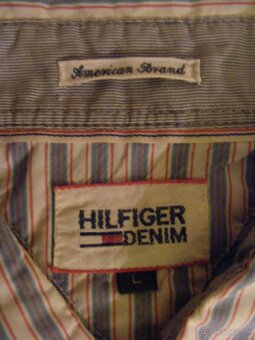 American Brand
HILFIGER
DENIM
L